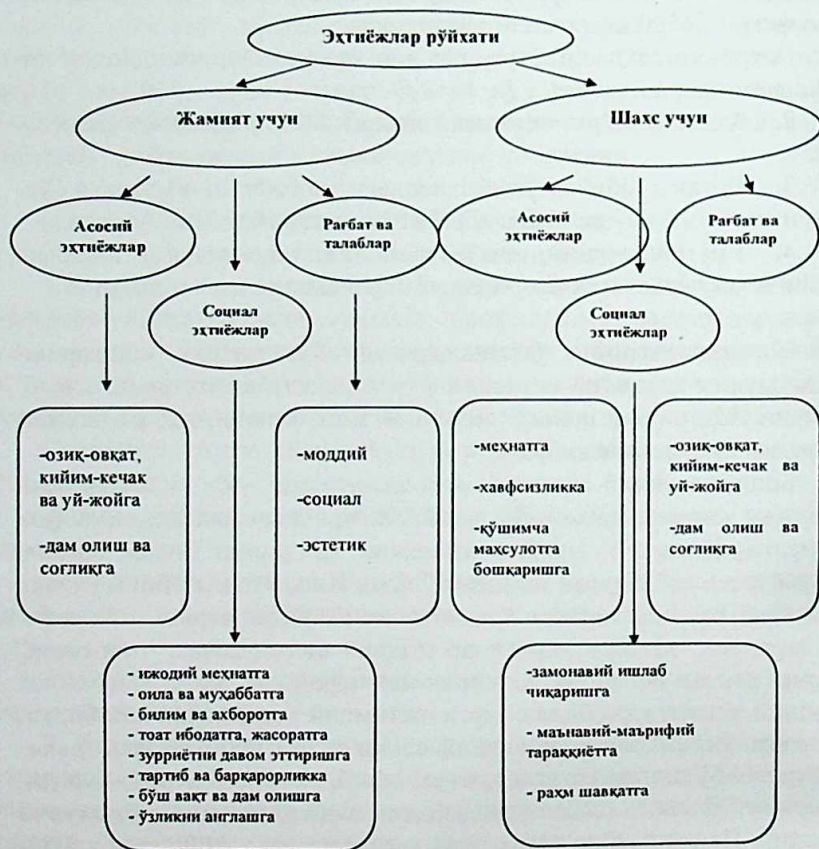 Эҳтиёжлар рўйхати
Жамият учун
Шахс учун
Асосий
эҳтиёжлар
Рағбат ва
талаблар
Асосий
эҳтиёжлар
Рағбат ва
талаблар
Социал
эҳтиёжлар
Социал
эҳтиёжлар
-озиқ-овқат,
кийим-кечак
ва уй-жойга
-дам олиш ва
соғлиқга
-моддий
-социал
-эстетик
-меҳнатга
-хавфсизликка
-қўшимча
маҳсулотга
бошқаришга
-озиқ-овқат,
кийим-кечак ва
уй-жойга
-дам олиш ва
соғлиқга
- ижодий меҳнатга
- оила ва муҳаббатга
- билим ва ахборотга
- тоат ибодатга, жасоратга
- зурриётни давом эттиришга
- тартиб ва барқарорликка
- бўш вақт ва дам олишга
- ўзликни англашга
-замонавий ишлаб
чиқаришга
- маънавий-маърифий
тараққиётга
- раҳм шавқатга